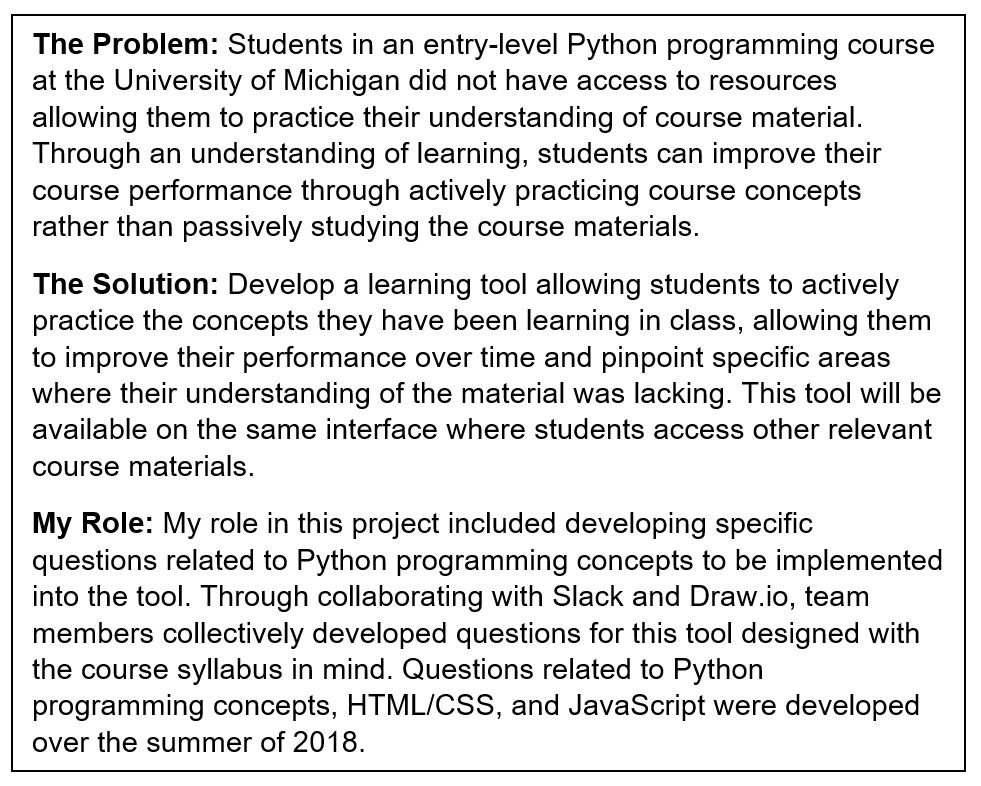 The Problem: Students in an entry-level Python programming course
at the University of Michigan did not have access to resources
allowing them to practice their understanding of course material.
Through an understanding of learning, students can improve their
course performance through actively practicing course concepts
rather than passively studying the course materials.
The Solution: Develop a learning tool allowing students to actively
practice the concepts they have been learning in class, allowing them
to improve their performance over time and pinpoint specific areas
where their understanding of the material was lacking. This tool will be
available on the same interface where students access other relevant
course materials.
My Role: My role in this project included developing specific
questions related to Python programming concepts to be implemented
into the tool. Through collaborating with Slack and Draw.io, team
members collectively developed questions for this tool designed with
the course syllabus in mind. Questions related to Python
programming concepts, HTML/CSS, and JavaScript were developed
over the summer of 2018.